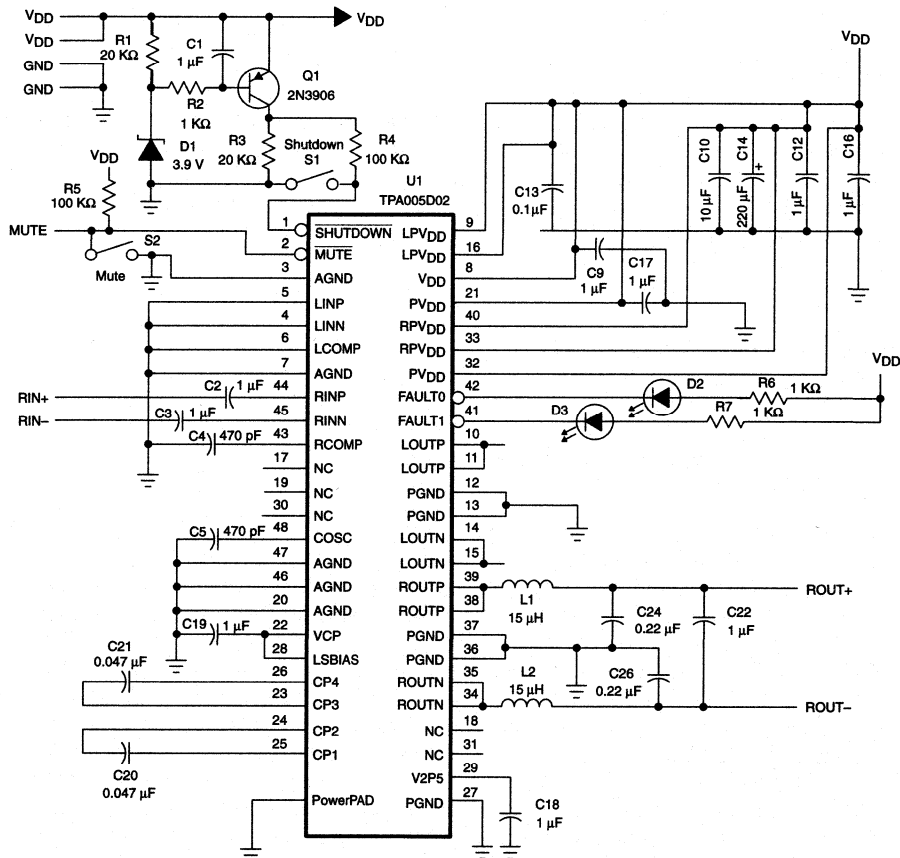 VDD
VDD
GND
GND
VDD
R1
20 KΩ
C1
1 μF
Q1
2N3906
R2
1 KΩ
D1
3.9 V
R3
20 KΩ
Shutdown
S1
R4
100 KΩ
VDD
VDD
R5
100 KΩ
MUTE
S2
Mute
U1
TPA005D02
C13
0.1μF
C10
10 μF
C14
+
220 μF
C12
1 μF
C16
1 μF
C9
1 μF
C17
1 μF
1 SHUTDOWN LPVDD 9
2 MUTE LPVDD 16
3 AGND VDD 8
5 LINP PVDD 21
4 LINN RPVDD 40
6 LCOMP RPVDD 33
7 AGND PVDD 32
RIN+ C2 1 μF 44 RINP FAULT0 42 D2 R6 1 KΩ VDD
RIN– C3 1 μF 45 RINN FAULT1 41 D3 R7 1 KΩ
C4 470 pF 43 RCOMP LOUTP 10
17 NC LOUTP 11
19 NC PGND 12
30 NC PGND 13
C5 470 pF 48 COSC LOUTN 14
47 AGND LOUTN 15
46 AGND ROUTP 39 L1 15 μH ROUT+
20 AGND ROUTP 38
C24
0.22 μF
C22
1 μF
C19 1 μF 22 VCP PGND 37
28 LSBIAS PGND 36
C26
0.22 μF
C21
0.047 μF
26 CP4 ROUTN 35
23 CP3 ROUTN 34 L2 15 μH ROUT–
24 CP2 NC 18
25 CP1 NC 31
C20
0.047 μF
V2P5 29
PowerPAD PGND 27
C18
1 μF